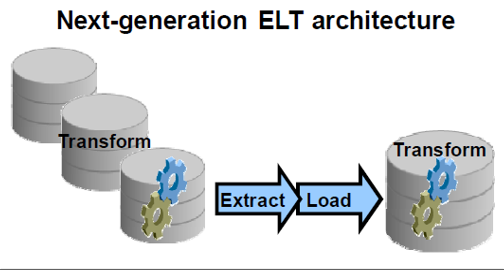 Next-generation ELT architecture
Transform
Transform
Extract
Load